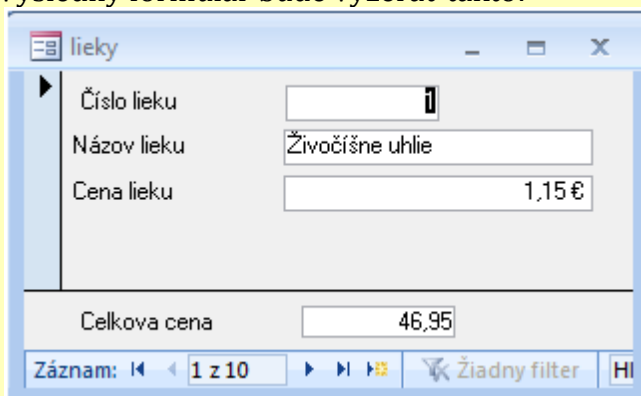 výsledný formulár bude vyzerať takto:
lieky
Číslo lieku 1
Názov lieku Živočíšne uhlie
Cena lieku 1,15 €
Celkova cena 46,95
Záznam: 1 z 10 Žiadny filter